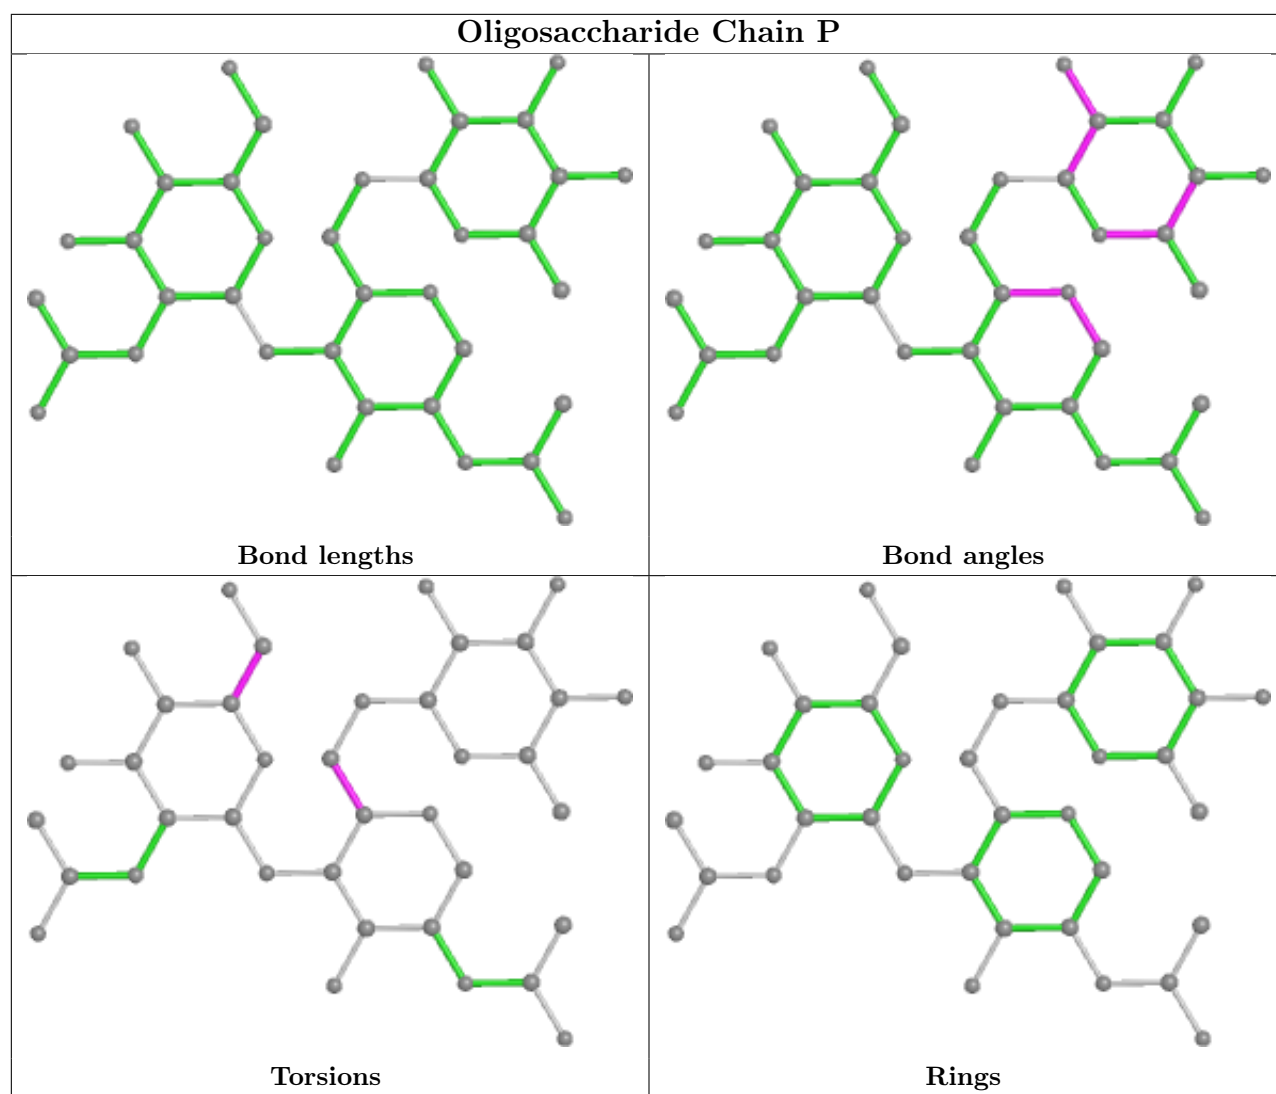 Oligosaccharide Chain P
Bond lengths
Bond angles
Torsions
Rings